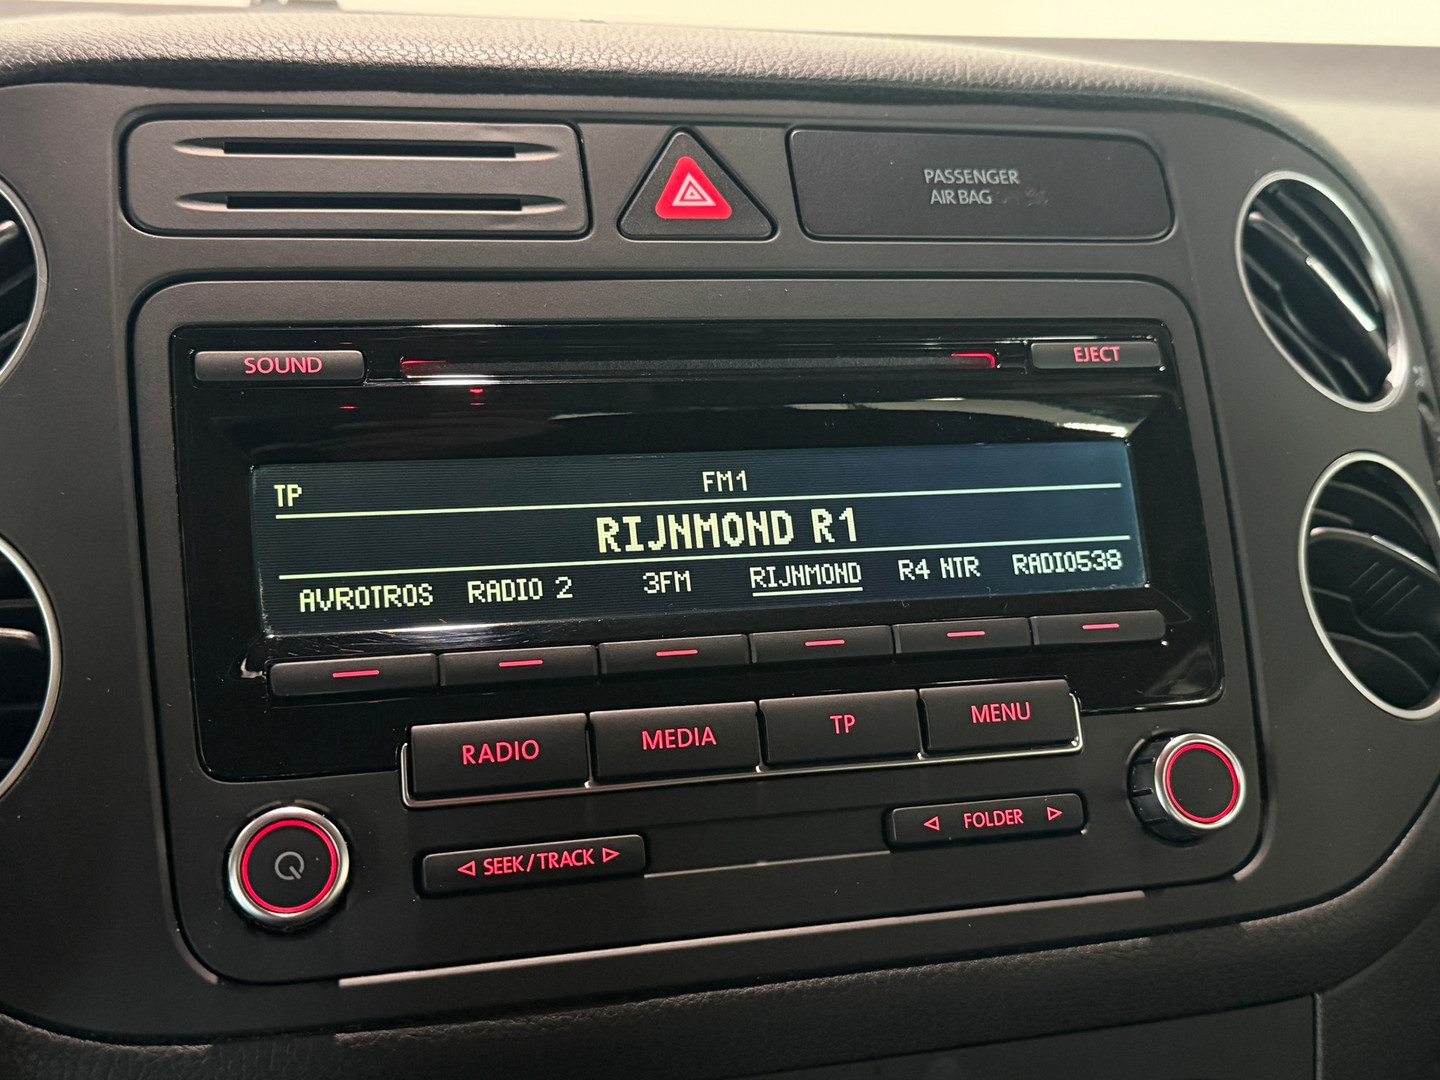 PASSENGER
AIR BAG
SOUND
EJECT
TP FM1
RIJNMOND R1
AVROTROS RADIO 2 3FM RIJNMOND R4 NTR RADIO538
RADIO MEDIA TP MENU
◁ SEEK/TRACK ▷
◁ FOLDER ▷